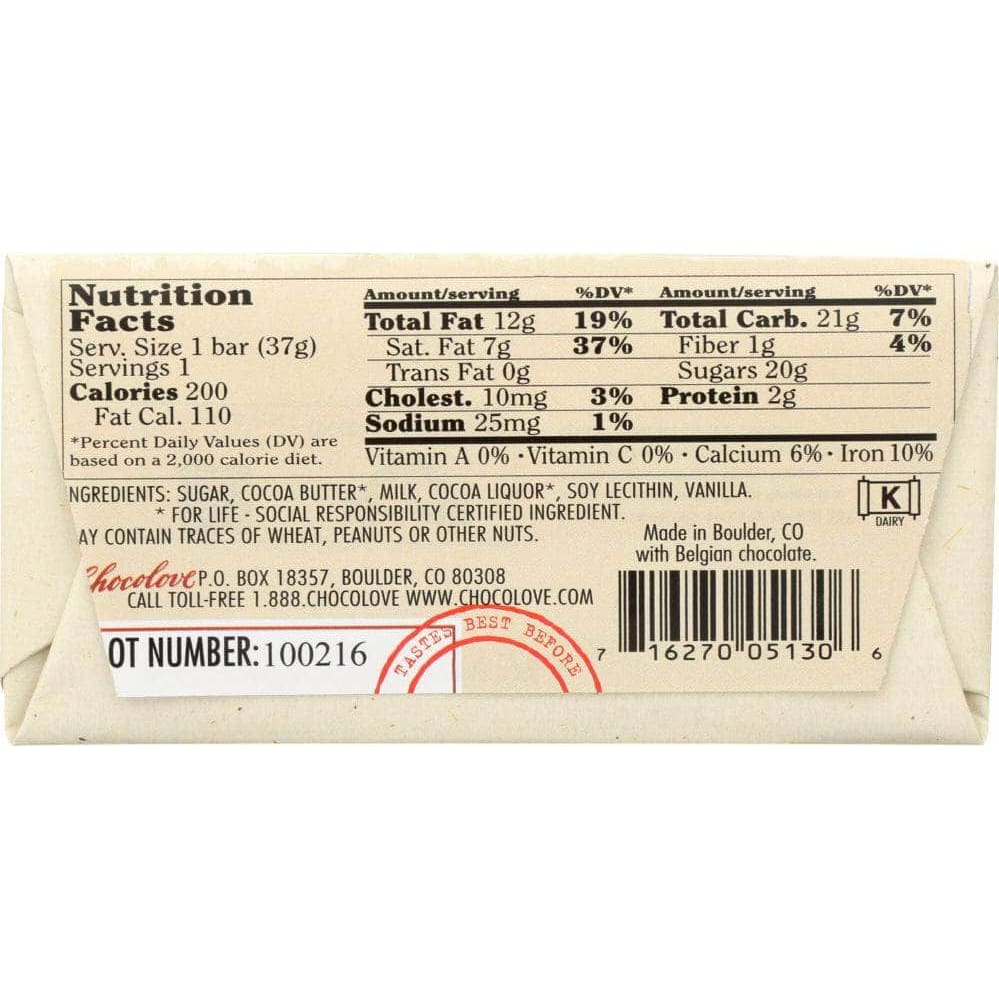 Nutrition
Facts
Serv. Size 1 bar (37g)
Servings 1
Calories 200
Fat Cal. 110
*Percent Daily Values (DV) are
based on a 2,000 calorie diet.
Amount/serving %DV* Amount/serving %DV*
Total Fat 12g 19% Total Carb. 21g 7%
Sat. Fat 7g 37% Fiber 1g 4%
Trans Fat 0g Sugars 20g
Cholest. 10mg 3% Protein 2g
Sodium 25mg 1%
Vitamin A 0% • Vitamin C 0% • Calcium 6% • Iron 10%
NGREDIENTS: SUGAR, COCOA BUTTER*, MILK, COCOA LIQUOR*, SOY LECITHIN, VANILLA.
* FOR LIFE - SOCIAL RESPONSIBILITY CERTIFIED INGREDIENT.
AY CONTAIN TRACES OF WHEAT, PEANUTS OR OTHER NUTS.
K
DAIRY
Made in Boulder, CO
with Belgian chocolate.
Chocolove P.O. BOX 18357, BOULDER, CO 80308
CALL TOLL-FREE 1.888.CHOCOLOVE WWW.CHOCOLOVE.COM
OT NUMBER: 100216
TASTES BEST BEFORE
7 16270 05130 6